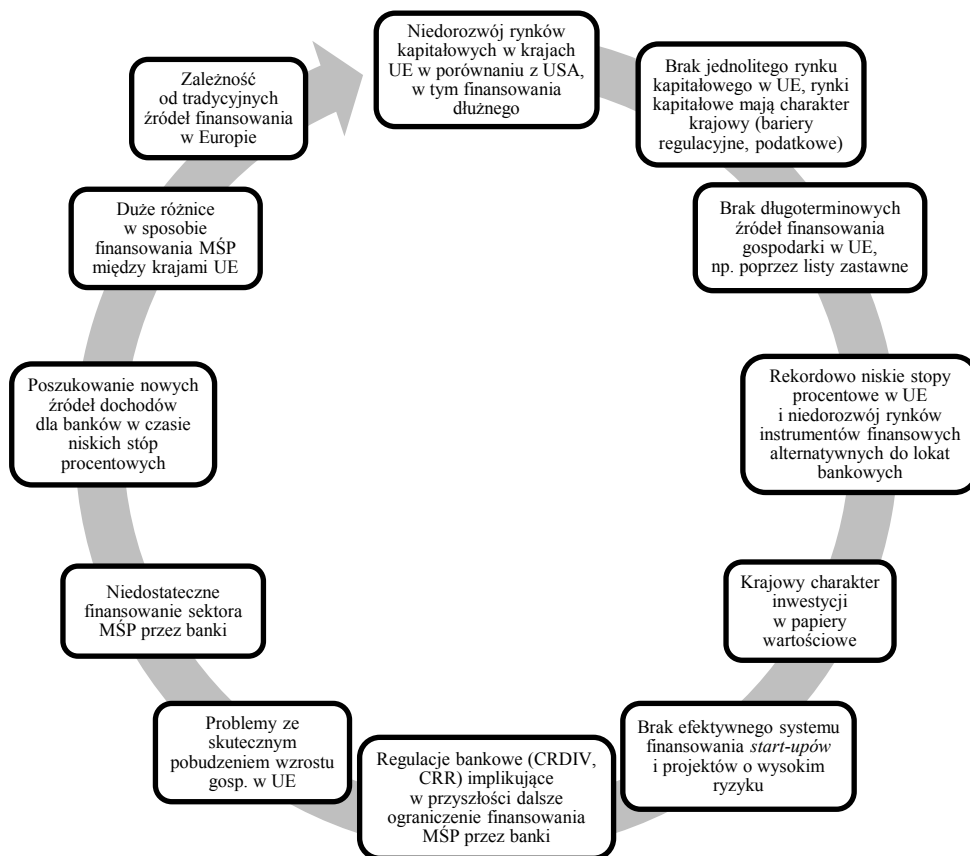 Niedorozwój rynków
kapitałowych w krajach
UE w porównaniu z USA,
w tym finansowania
dłużnego
Brak jednolitego rynku
kapitałowego w UE, rynki
kapitałowe mają charakter
krajowy (bariery
regulacyjne, podatkowe)
Brak długoterminowych
źródeł finansowania
gospodarki w UE,
np. poprzez listy zastawne
Rekordowo niskie stopy
procentowe w UE
i niedorozwój rynków
instrumentów finansowych
alternatywnych do lokat
bankowych
Krajowy charakter
inwestycji
w papiery
wartościowe
Brak efektywnego systemu
finansowania start-upów
i projektów o wysokim
ryzyku
Regulacje bankowe (CRDIV,
CRR) implikujące
w przyszłości dalsze
ograniczenie finansowania
MŚP przez banki
Problemy ze
skutecznym
pobudzeniem wzrostu
gosp. w UE
Niedostateczne
finansowanie sektora
MŚP przez banki
Poszukowanie nowych
źródeł dochodów
dla banków w czasie
niskich stóp
procentowych
Duże różnice
w sposobie
finansowania MŚP
między krajami UE
Zależność
od tradycyjnych
źródeł finansowania
w Europie